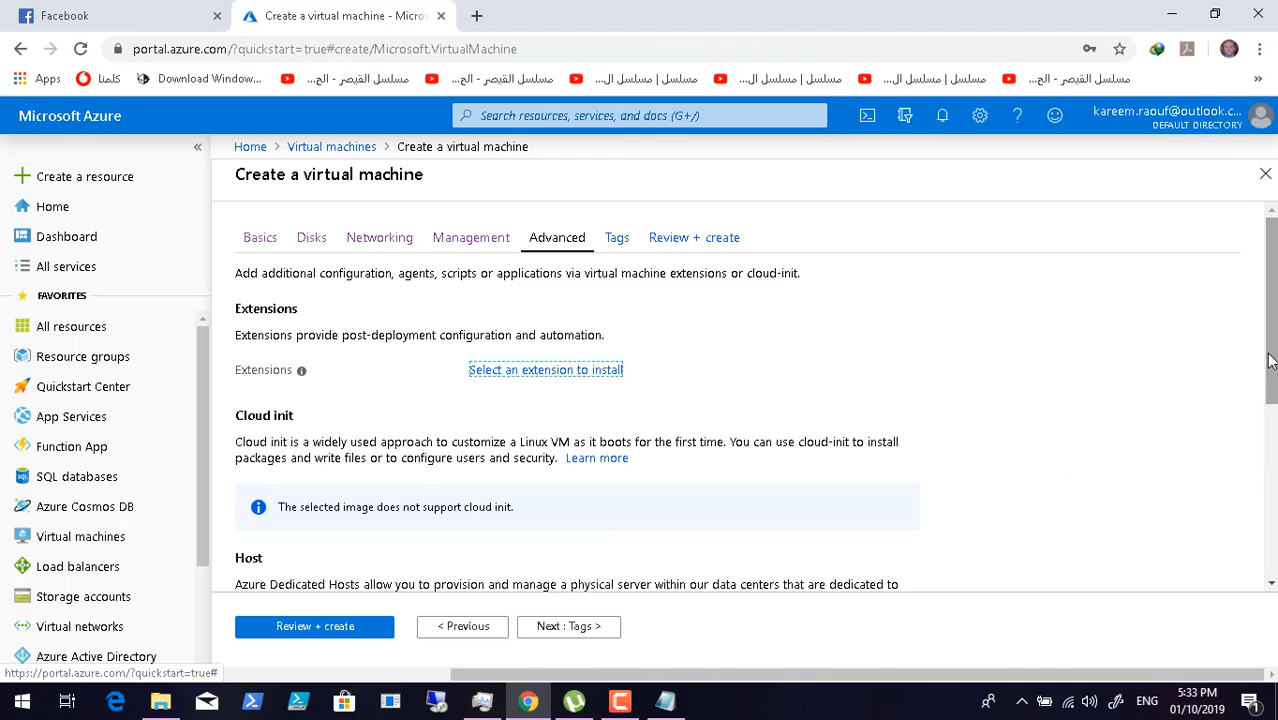 Facebook
Create a virtual machine - Micros
portal.azure.com/?quickstart=true#create/Microsoft.VirtualMachine
Apps
كلمنا
Download Window...
مسلسل القيصر - الح...
مسلسل القيصر - الح...
مسلسل | مسلسل ال...
مسلسل | مسلسل ال...
مسلسل | مسلسل ال...
مسلسل القيصر - الح...
»
Microsoft Azure
Search resources, services, and docs (G+/)
kareem.raouf@outlook.c...
DEFAULT DIRECTORY
«
Create a resource
Home
Dashboard
All services
FAVORITES
All resources
Resource groups
Quickstart Center
App Services
Function App
SQL databases
Azure Cosmos DB
Virtual machines
Load balancers
Storage accounts
Virtual networks
Azure Active Directory
Home > Virtual machines > Create a virtual machine
Create a virtual machine
Basics Disks Networking Management Advanced Tags Review + create
Add additional configuration, agents, scripts or applications via virtual machine extensions or cloud-init.
Extensions
Extensions provide post-deployment configuration and automation.
Extensions
Select an extension to install
Cloud init
Cloud init is a widely used approach to customize a Linux VM as it boots for the first time. You can use cloud-init to install
packages and write files or to configure users and security. Learn more
The selected image does not support cloud init.
Host
Azure Dedicated Hosts allow you to provision and manage a physical server within our data centers that are dedicated to
Review + create
< Previous
Next : Tags >
https://portal.azure.com/?quickstart=true#
ENG
5:33 PM
01/10/2019
1